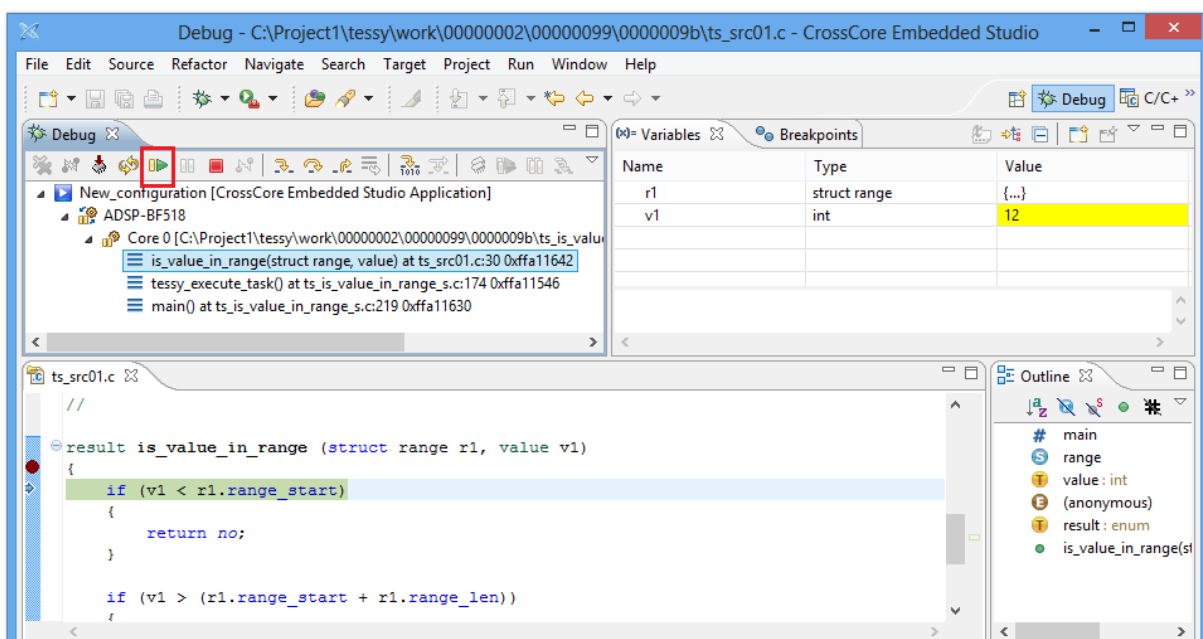 Debug - C:\Project1\tessy\work\00000002\00000099\0000009b\ts_src01.c - CrossCore Embedded Studio
File Edit Source Refactor Navigate Search Target Project Run Window Help
Debug C/C+
Debug
New_configuration [CrossCore Embedded Studio Application]
ADSP-BF518
Core 0 [C:\Project1\tessy\work\00000002\00000099\0000009b\ts_is_value
is_value_in_range(struct range, value) at ts_src01.c:30 0xffa11642
tessy_execute_task() at ts_is_value_in_range_s.c:174 0xffa11546
main() at ts_is_value_in_range_s.c:219 0xffa11630
(x)= Variables Breakpoints
Name Type Value
r1 struct range {...}
v1 int 12
ts_src01.c
//
result is_value_in_range (struct range r1, value v1)
{
if (v1 < r1.range_start)
{
return no;
}
if (v1 > (r1.range_start + r1.range_len))
{
Outline
# main
S range
T value : int
E (anonymous)
T result : enum
is_value_in_range(st